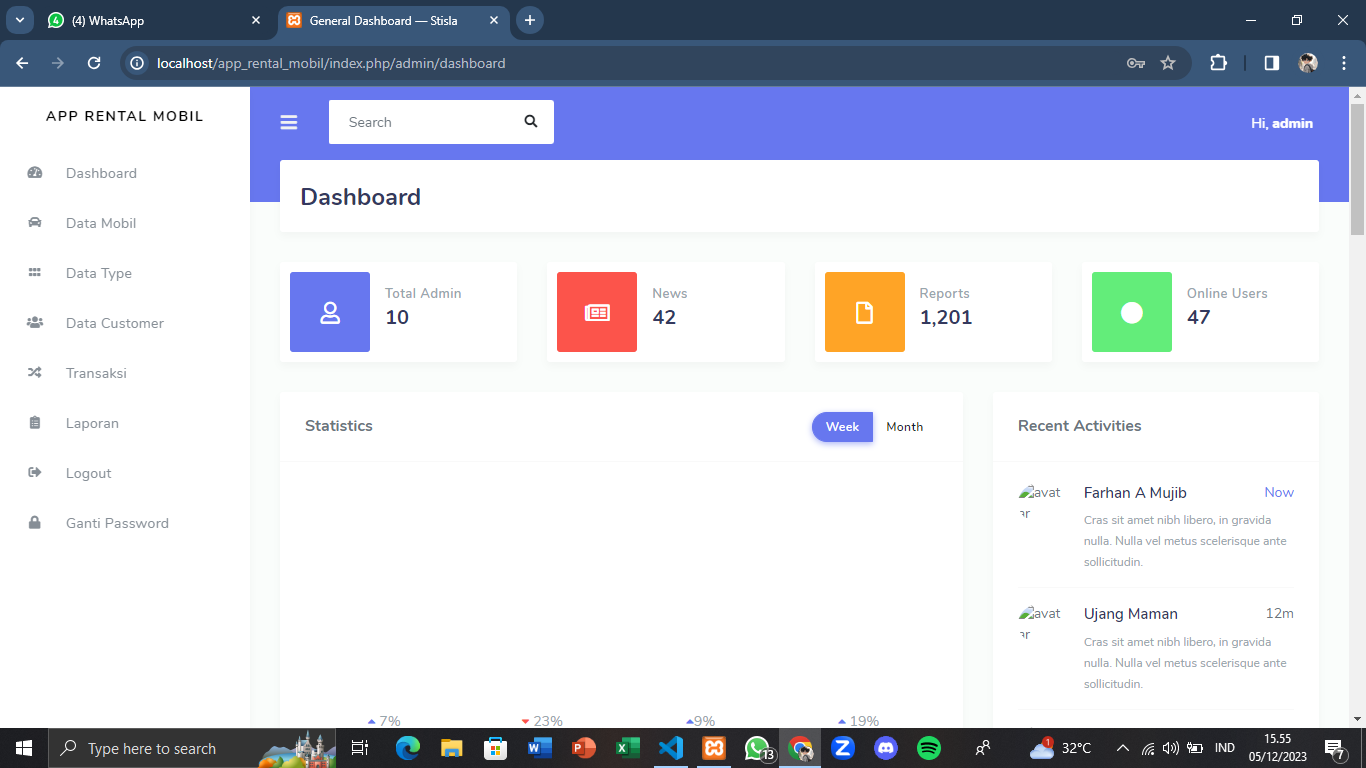 (4) WhatsApp
General Dashboard — Stisla
localhost/app_rental_mobil/index.php/admin/dashboard
APP RENTAL MOBIL
Search
Hi, admin
Dashboard
Data Mobil
Data Type
Data Customer
Transaksi
Laporan
Logout
Ganti Password
Dashboard
Total Admin
10
News
42
Reports
1,201
Online Users
47
Statistics
Week
Month
7%
23%
9%
19%
Recent Activities
avatar
Farhan A Mujib
Now
Cras sit amet nibh libero, in gravida
nulla. Nulla vel metus scelerisque ante
sollicitudin.
avatar
Ujang Maman
12m
Cras sit amet nibh libero, in gravida
nulla. Nulla vel metus scelerisque ante
sollicitudin.
Type here to search
13
1
32°C
IND
15.55
05/12/2023
7